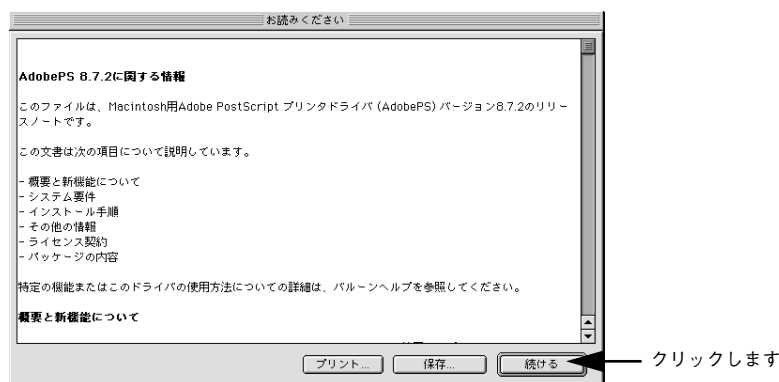 お読みください
AdobePS 8.7.2に関する情報
このファイルは、Macintosh用Adobe PostScript プリンタドライバ (AdobePS) バージョン8.7.2のリリー
スノートです。
この文書は次の項目について説明しています。
- 概要と新機能について
- システム要件
- インストール手順
- その他の情報
- ライセンス契約
- パッケージの内容
特定の機能またはこのドライバの使用方法についての詳細は、バルーンヘルプを参照してください。
概要と新機能について
プリント...
保存...
続ける
クリックします